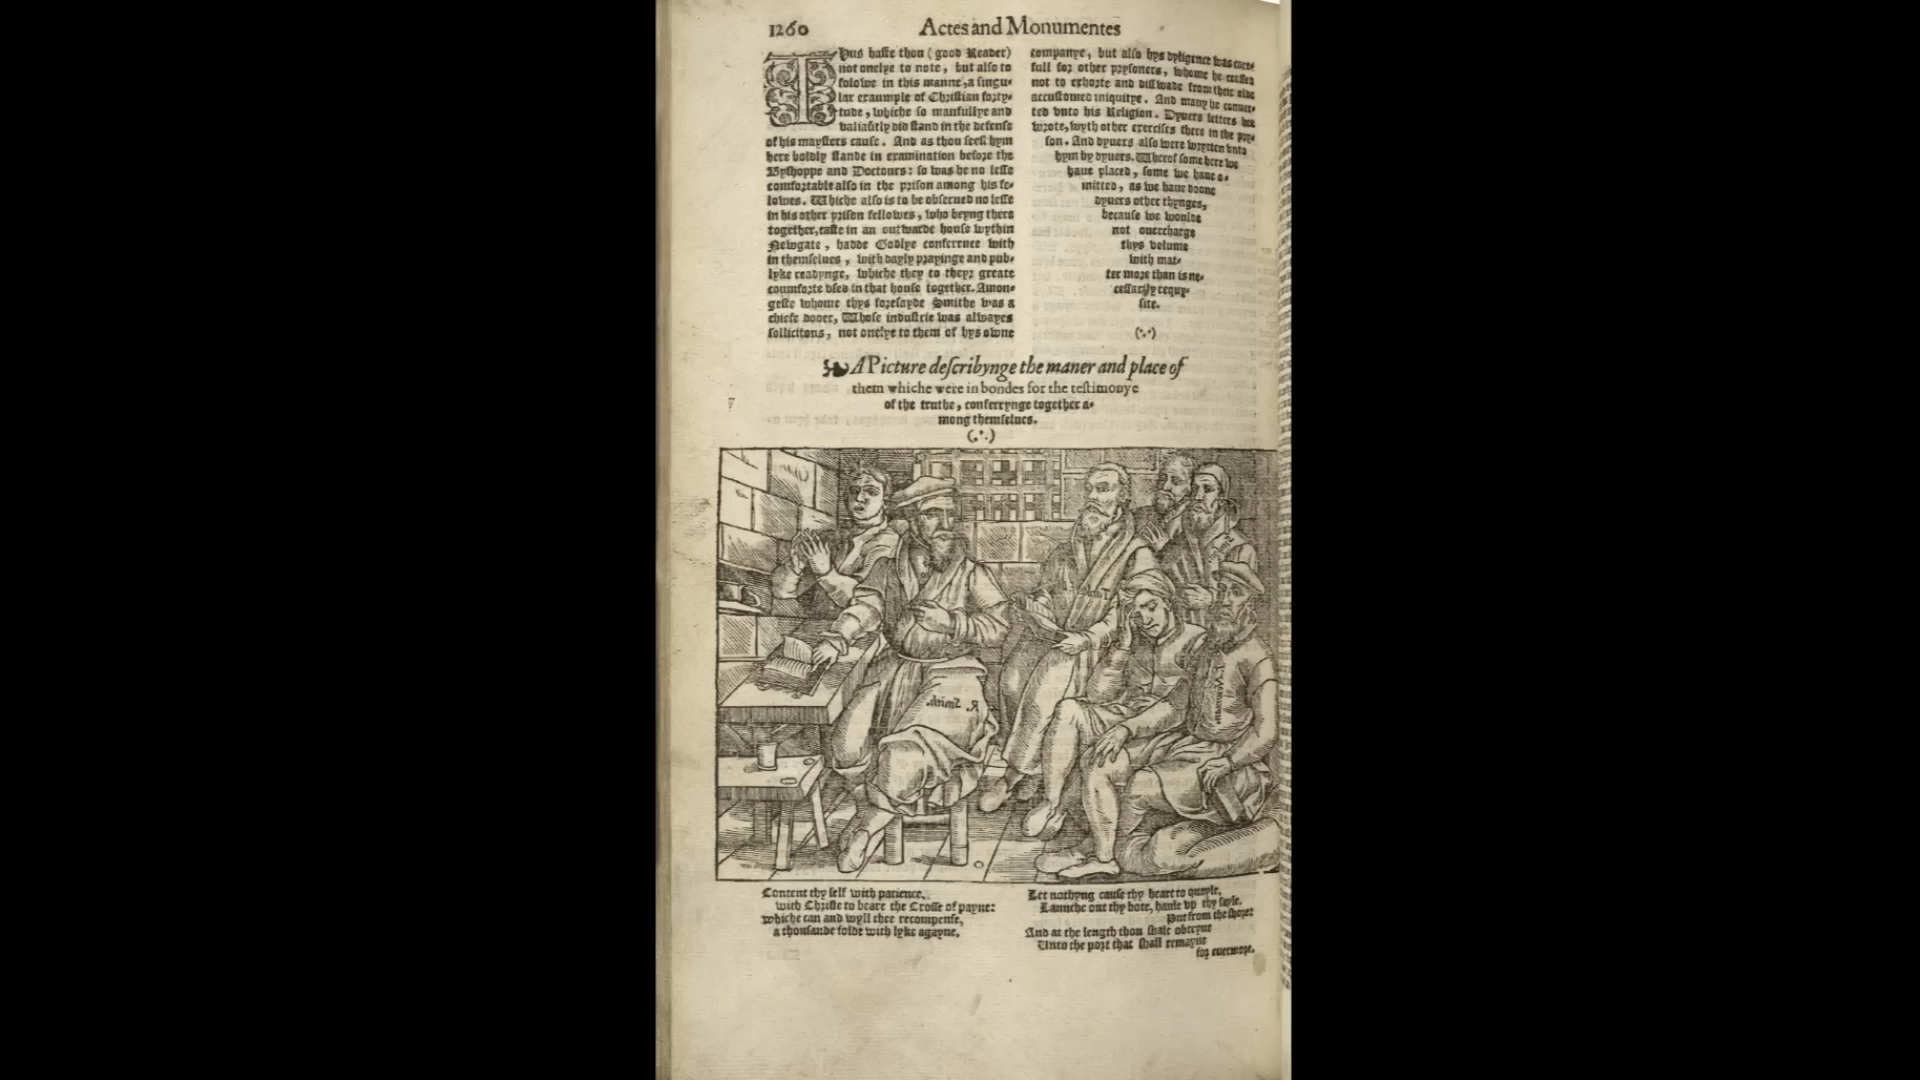 1260
Actes and Monumentes
THus haste thou (good Reader)
not onelye to note, but also to
folowe in this manne, a singu-
lar exaumple of Christian forty-
tude, whiche so manfullye and
valiãtly did stand in the defense
of his maysters cause. And as thou seest hym
here boldly stande in examination before the
Byshoppe and Doctours: so was he no lesse
comfortable also in the prison among his fe-
lowes. Whiche also is to be obserued no lesse
in his other prison fellowes, who beyng there
together, caste in an outwarde house wythin
Newgate, hadde Godlye conference with
in themselues, with dayly prayinge and pub-
lyke readynge, whiche they to theyr greate
coumforte vsed in that house together. Amon-
geste whome thys foresayde Smithe was a
chiefe dooer, Whose industrie was alwayes
sollicitous, not onelye to them of hys owne
companye, but also hys dyligence was care-
full for other prysoners, whome he ceased
not to exhorte and disswade from their olde
accustomed iniquitye. And many he conuer-
ted vnto his Religion. Dyuers letters hee
wrote, wyth other exercises there in the pry-
son. And dyuers also were wrytten vnto
hym by dyuers. Wherof some here we
haue placed, some we haue o-
mitted, as we haue doone
dyuers other thynges,
because we woulde
not ouercharge
thys volume
with mat-
ter more than is ne-
cessarily requy-
site.
(∵)
A Picture describynge the maner and place of
them whiche were in bondes for the testimonye
of the truthe, conferrynge together a-
mong themselues.
(∴)
R. Smith.
Content thy self with patience,
with Christe to beare the Crosse of payne:
Whiche can and wyll thee recompense,
a thousande folde with lyke agayne,
Let nothyng cause thy heart to quayle,
Launche out thy bote, haule vp thy sayle,
Put from the shore:
And at the length thou shalt obteyne
Unto the port that shall remayne
for euermore.